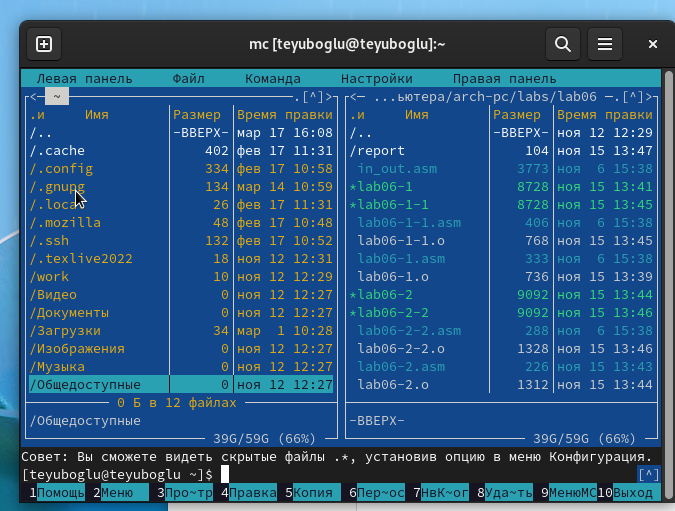 mc [teyuboglu@teyuboglu]:~
Левая панель Файл Команда Настройки Правая панель
<─ ~ .[^]>
.и Имя Размер Время правки
/.. -ВВЕРХ- мар 17 16:08
/.cache 402 фев 17 11:31
/.config 334 фев 17 10:58
/.gnupg 134 мар 14 10:59
/.loca 26 фев 17 11:31
/.mozilla 48 фев 17 10:48
/.ssh 132 фев 17 10:52
/.texlive2022 18 ноя 12 12:31
/work 10 ноя 12 12:29
/Видео 0 ноя 12 12:27
/Документы 0 ноя 12 12:27
/Загрузки 34 мар 1 10:28
/Изображения 0 ноя 12 12:27
/Музыка 0 ноя 12 12:27
/Общедоступные 0 ноя 12 12:27
0 Б в 12 файлах
/Общедоступные
39G/59G (66%)
<─ ...ьютера/arch-pc/labs/lab06 ─.[^]>
.и Имя Размер Время правки
/.. -ВВЕРХ- ноя 12 12:29
/report 104 ноя 15 13:47
in_out.asm 3773 ноя 6 15:38
*lab06-1 8728 ноя 15 13:41
*lab06-1-1 8728 ноя 15 13:45
lab06-1-1.asm 406 ноя 6 15:38
lab06-1-1.o 768 ноя 15 13:45
lab06-1.asm 333 ноя 6 15:38
lab06-1.o 736 ноя 15 13:39
*lab06-2 9092 ноя 15 13:44
*lab06-2-2 9092 ноя 15 13:46
lab06-2-2.asm 288 ноя 6 15:38
lab06-2-2.o 1328 ноя 15 13:46
lab06-2.asm 226 ноя 15 13:43
lab06-2.o 1312 ноя 15 13:44
-ВВЕРХ-
39G/59G (66%)
Совет: Вы сможете видеть скрытые файлы .*, установив опцию в меню Конфигурация.
[teyuboglu@teyuboglu ~]$ [^]
1Помощь 2Меню 3Про~тр 4Правка 5Копия 6Пер~ос 7НвК~ог 8Уда~ть 9МенюМС 10Выход